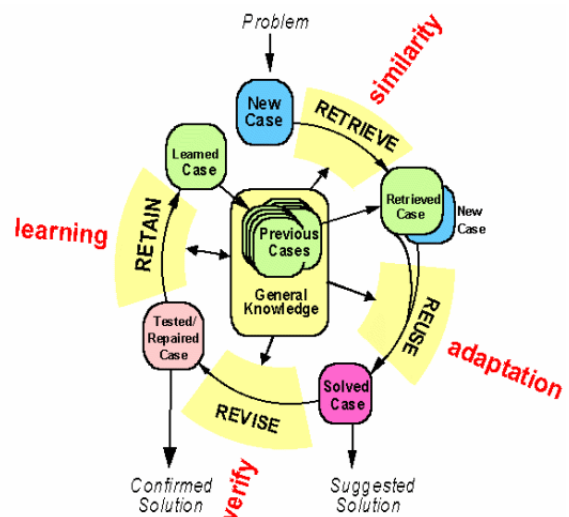 Problem
similarity
New
Case
RETRIEVE
Learned
Case
Retrieved
Case
New
Case
learning
RETAIN
Previous
Cases
General
Knowledge
REUSE
adaptation
Tested/
Repaired
Case
Solved
Case
REVISE
verify
Confirmed
Solution
Suggested
Solution